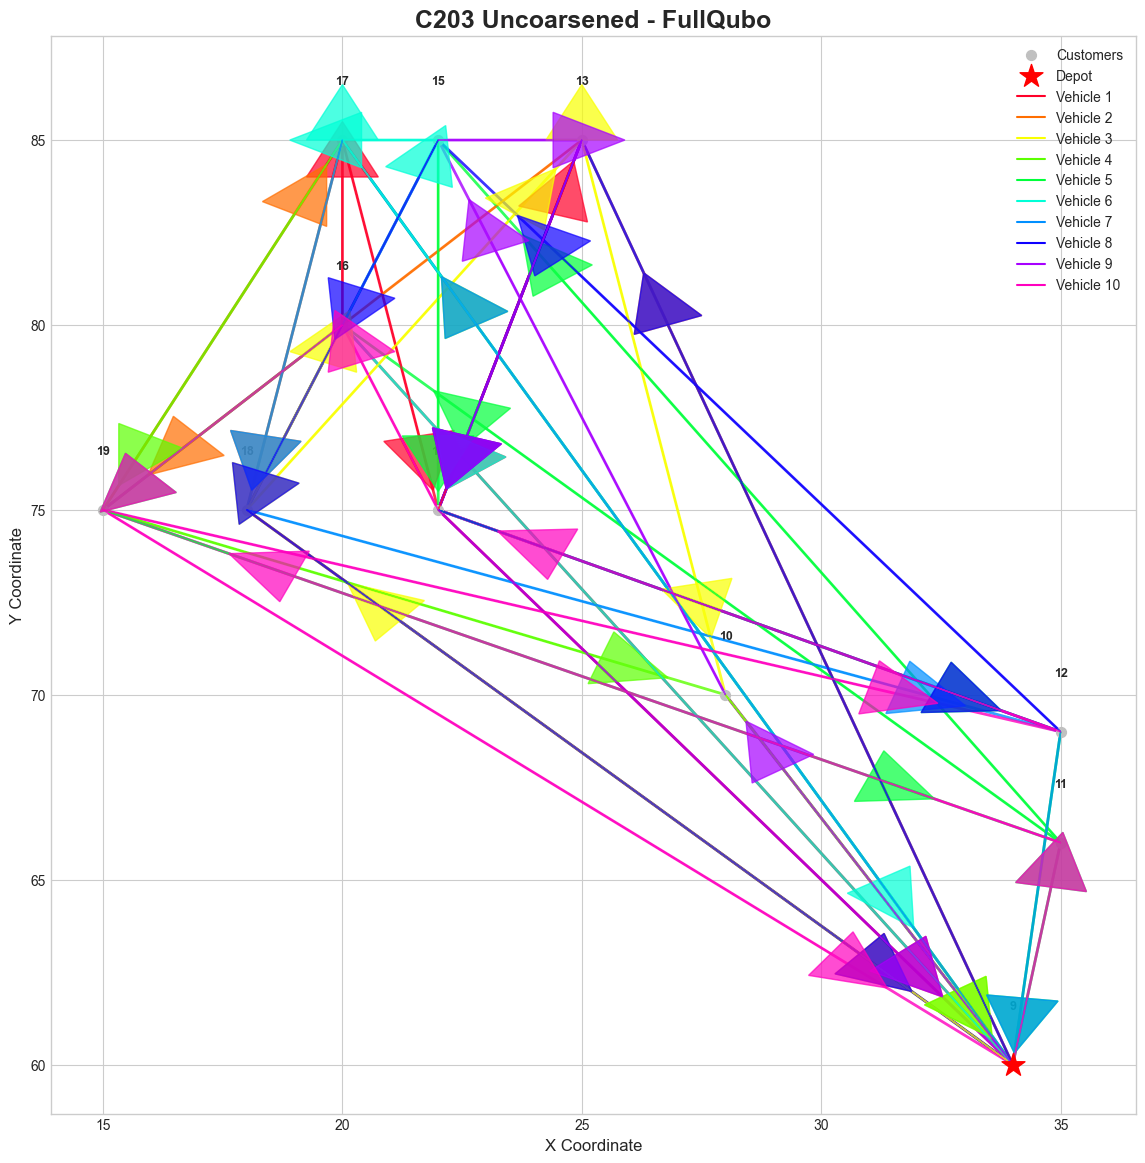 C203 Uncoarsened - FullQubo
Customers
Depot
Vehicle 1
Vehicle 2
Vehicle 3
Vehicle 4
Vehicle 5
Vehicle 6
Vehicle 7
Vehicle 8
Vehicle 9
Vehicle 10
17
15
13
16
19
18
10
12
11
9
85
80
75
70
65
60
Y Coordinate
15
20
25
30
35
X Coordinate